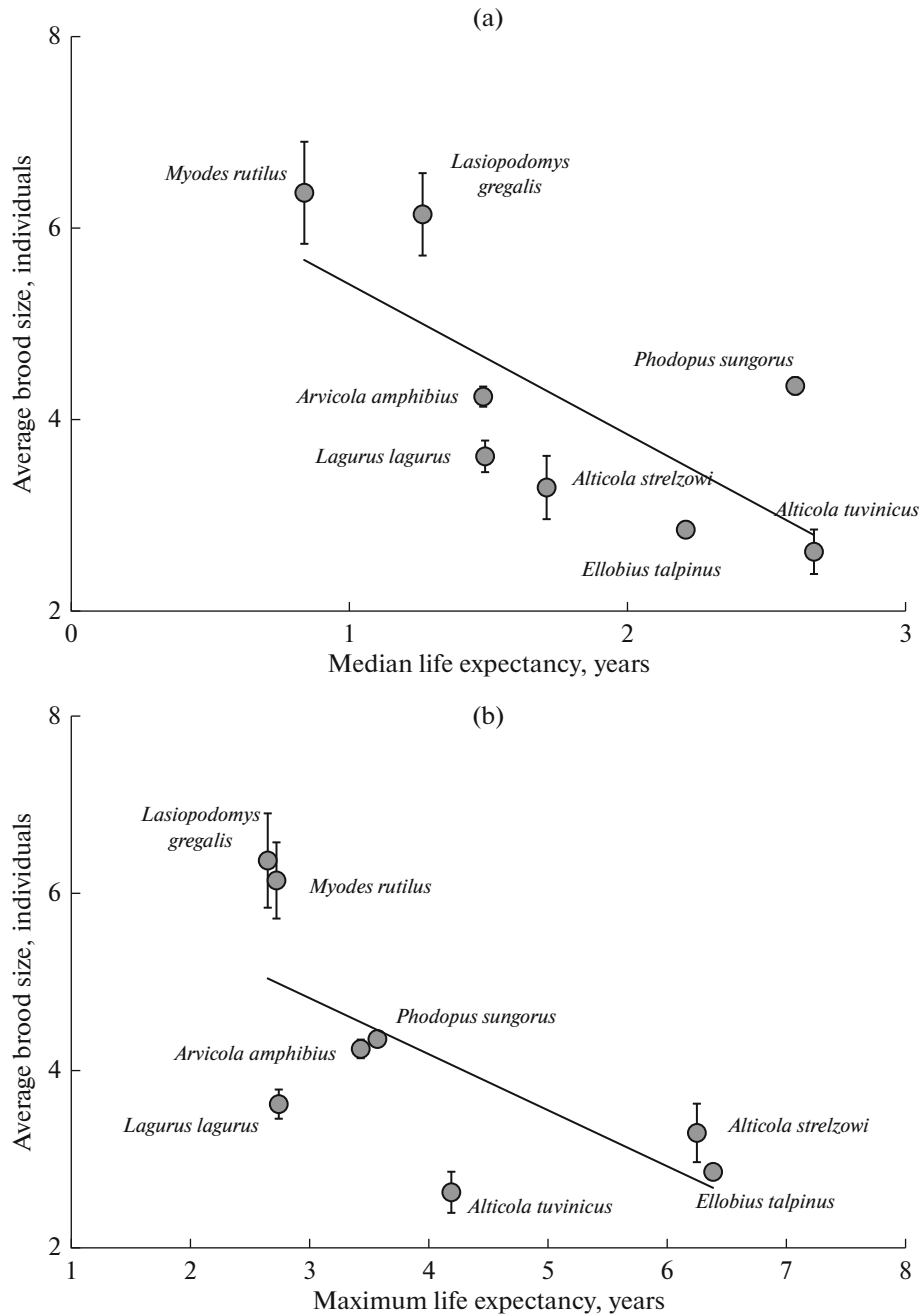 (a)
8
6
4
2
Average brood size, individuals
Myodes rutilus
Lasiopodomys
gregalis
Phodopus sungorus
Arvicola amphibius
Lagurus lagurus
Alticola strelzowi
Alticola tuvinicus
Ellobius talpinus
0 1 2 3
Median life expectancy, years
(b)
8
6
4
2
Average brood size, individuals
Lasiopodomys
gregalis
Myodes rutilus
Phodopus sungorus
Arvicola amphibius
Lagurus lagurus
Alticola strelzowi
Ellobius talpinus
Alticola tuvinicus
1 2 3 4 5 6 7 8
Maximum life expectancy, years